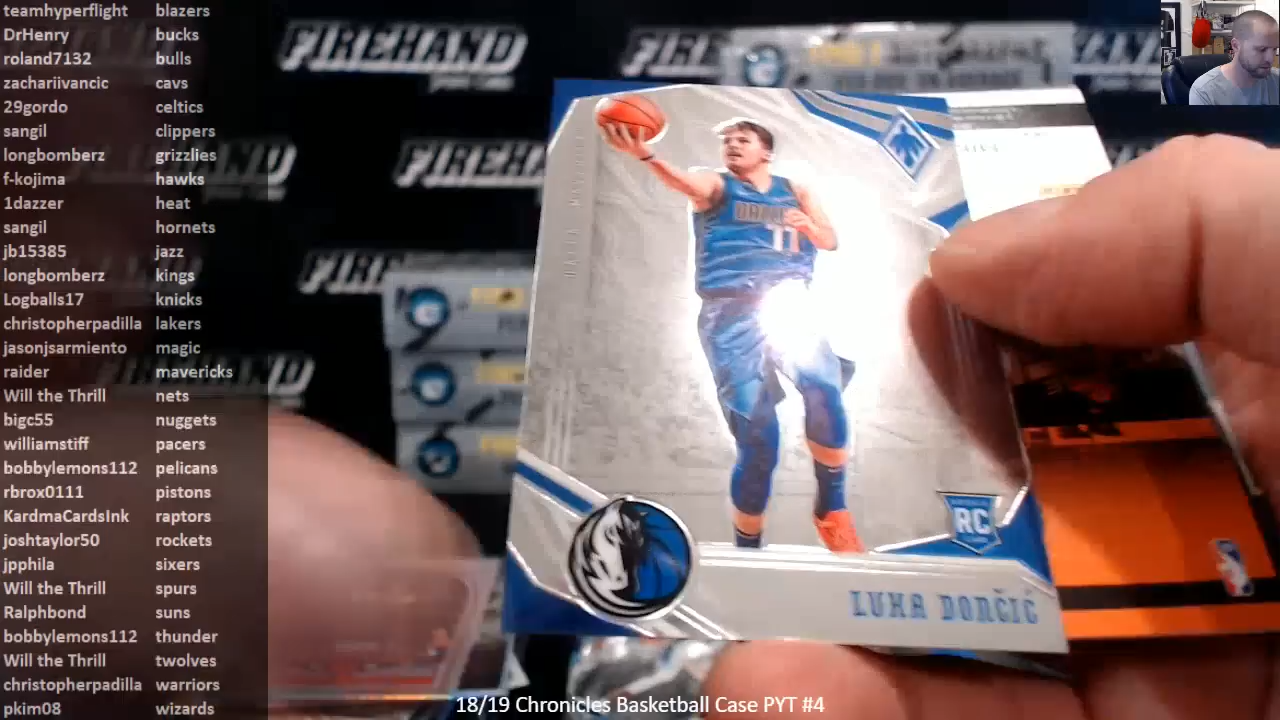 teamhyperflight blazers
DrHenry bucks
roland7132 bulls
zachariivancic cavs
29gordo celtics
sangil clippers
longbomberz grizzlies
f-kojima hawks
1dazzer heat
sangil hornets
jb15385 jazz
longbomberz kings
Logballs17 knicks
christopherpadilla lakers
jasonjsarmiento magic
raider mavericks
Will the Thrill nets
bigc55 nuggets
williamstiff pacers
bobbylemons112 pelicans
rbrox0111 pistons
KardmaCardsInk raptors
joshtaylor50 rockets
jpphila sixers
Will the Thrill spurs
Ralphbond suns
bobbylemons112 thunder
Will the Thrill twolves
christopherpadilla warriors
pkim08 wizards
FIREHAND
FIREHAND
11
RC
LUKA DONČIĆ
18/19 Chronicles Basketball Case PYT #4